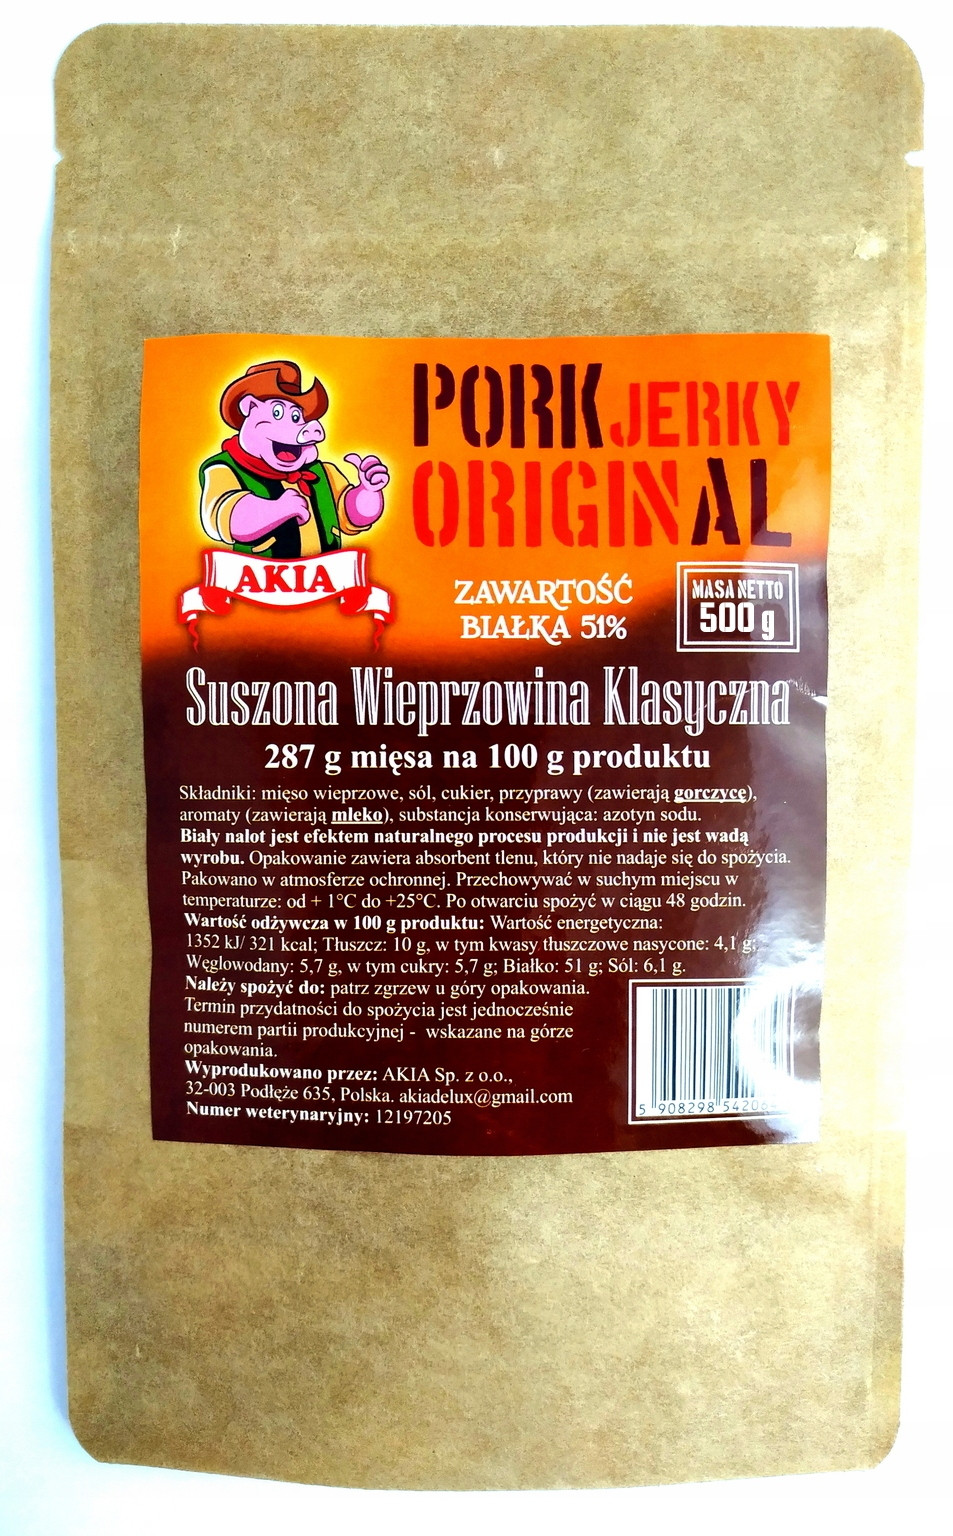 PORK JERKY
ORIGINAL
AKIA
ZAWARTOŚĆ
BIAŁKA 51%
MASA NETTO
500 g
Suszona Wieprzowina Klasyczna
287 g mięsa na 100 g produktu
Składniki: mięso wieprzowe, sól, cukier, przyprawy (zawierają gorczycę),
aromaty (zawierają mleko), substancja konserwująca: azotyn sodu.
Biały nalot jest efektem naturalnego procesu produkcji i nie jest wadą
wyrobu. Opakowanie zawiera absorbent tlenu, który nie nadaje się do spożycia.
Pakowano w atmosferze ochronnej. Przechowywać w suchym miejscu w
temperaturze: od + 1°C do +25°C. Po otwarciu spożyć w ciągu 48 godzin.
Wartość odżywcza w 100 g produktu: Wartość energetyczna:
1352 kJ/ 321 kcal; Tłuszcz: 10 g, w tym kwasy tłuszczowe nasycone: 4,1 g;
Węglowodany: 5,7 g, w tym cukry: 5,7 g; Białko: 51 g; Sól: 6,1 g.
Należy spożyć do: patrz zgrzew u góry opakowania.
Termin przydatności do spożycia jest jednocześnie
numerem partii produkcyjnej - wskazane na górze
opakowania.
Wyprodukowano przez: AKIA Sp. z o.o.,
32-003 Podłęże 635, Polska. akiadelux@gmail.com
Numer weterynaryjny: 12197205
5 908298